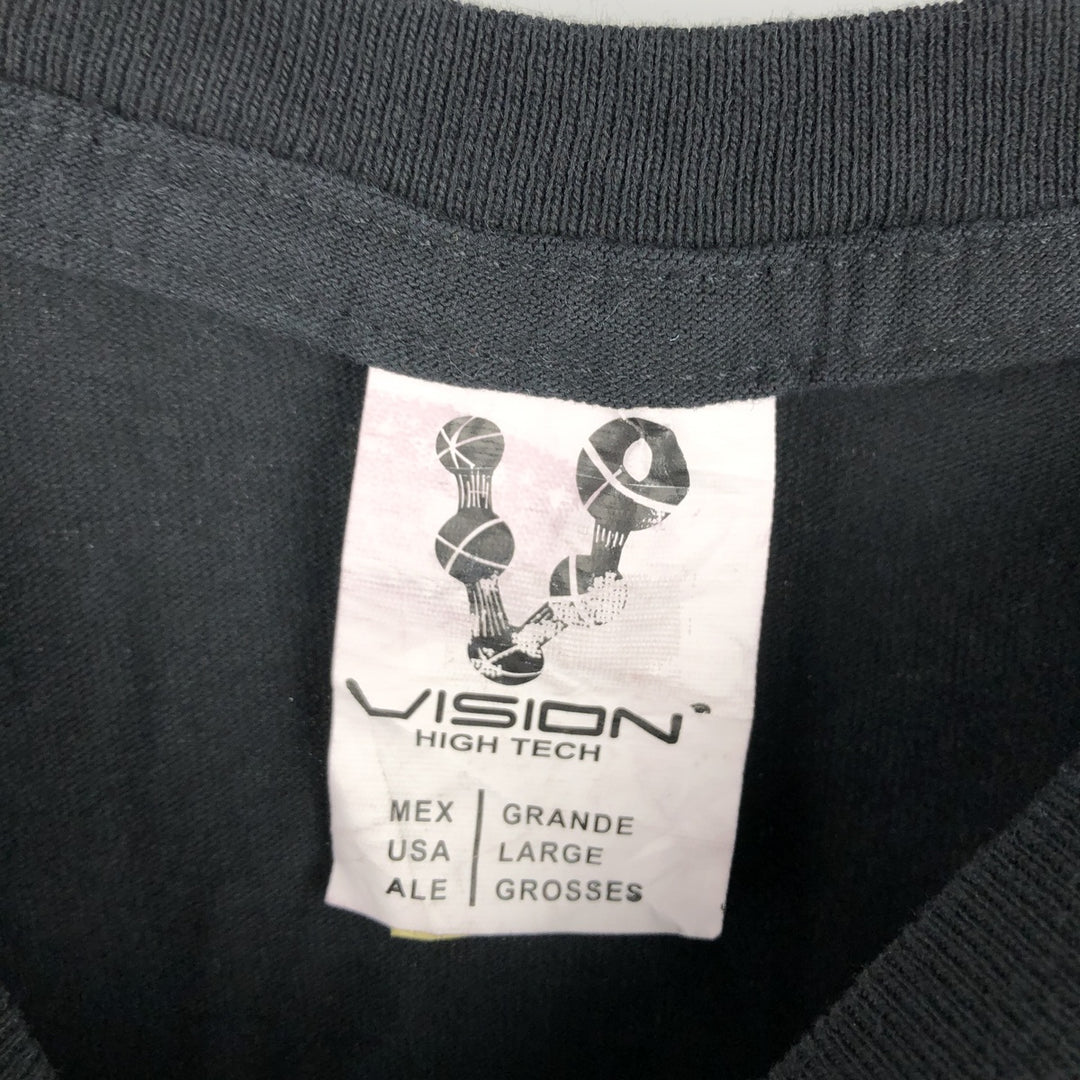 VISION
HIGH TECH
MEX GRANDE
USA LARGE
ALE GROSSES